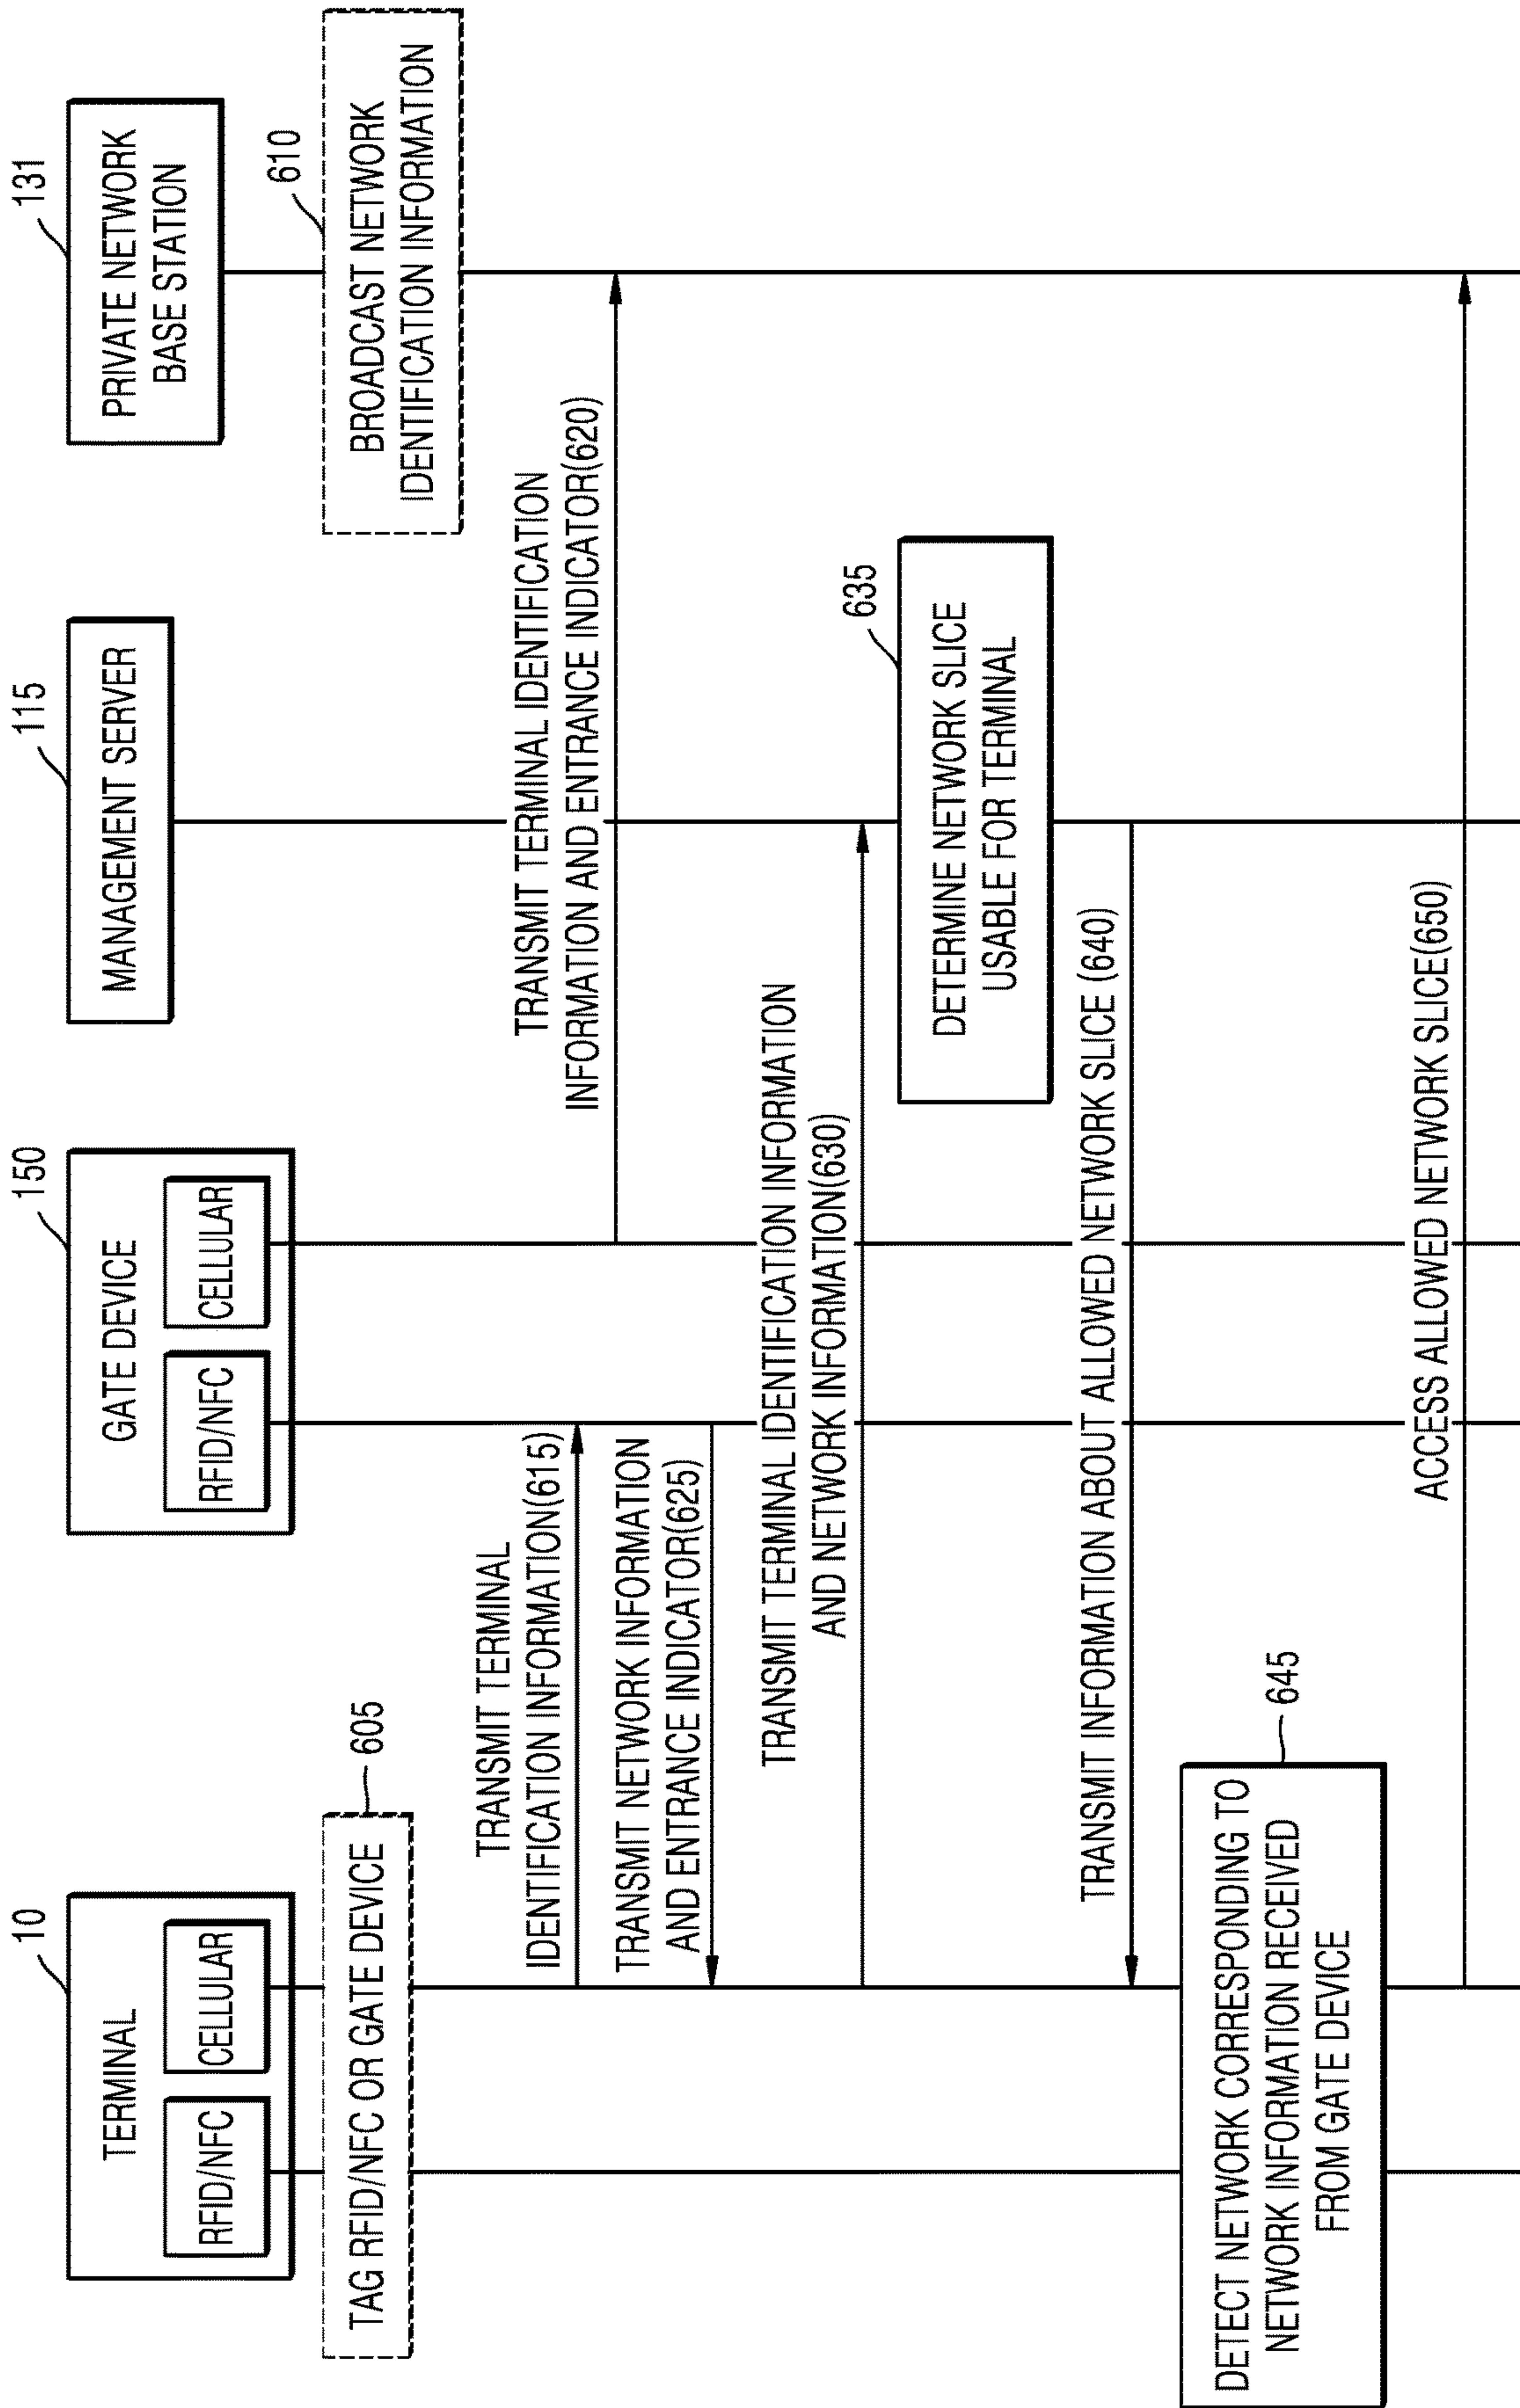 10
TERMINAL
RFID/NFC
CELLULAR
150
GATE DEVICE
RFID/NFC
CELLULAR
115
MANAGEMENT SERVER
131
PRIVATE NETWORK
BASE STATION
605
TAG RFID/NFC OR GATE DEVICE
610
BROADCAST NETWORK
IDENTIFICATION INFORMATION
TRANSMIT TERMINAL
IDENTIFICATION INFORMATION(615)
TRANSMIT TERMINAL IDENTIFICATION
INFORMATION AND ENTRANCE INDICATOR(620)
TRANSMIT NETWORK INFORMATION
AND ENTRANCE INDICATOR(625)
TRANSMIT TERMINAL IDENTIFICATION INFORMATION
AND NETWORK INFORMATION(630)
635
DETERMINE NETWORK SLICE
USABLE FOR TERMINAL
TRANSMIT INFORMATION ABOUT ALLOWED NETWORK SLICE (640)
645
DETECT NETWORK CORRESPONDING TO
NETWORK INFORMATION RECEIVED
FROM GATE DEVICE
ACCESS ALLOWED NETWORK SLICE(650)